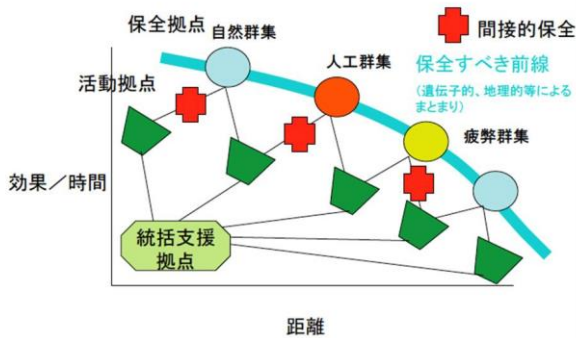 保全拠点
自然群集
間接的保全
人工群集
保全すべき前線
(遺伝子的、地理的等による
まとまり)
活動拠点
疲弊群集
効果／時間
統括支援
拠点
距離